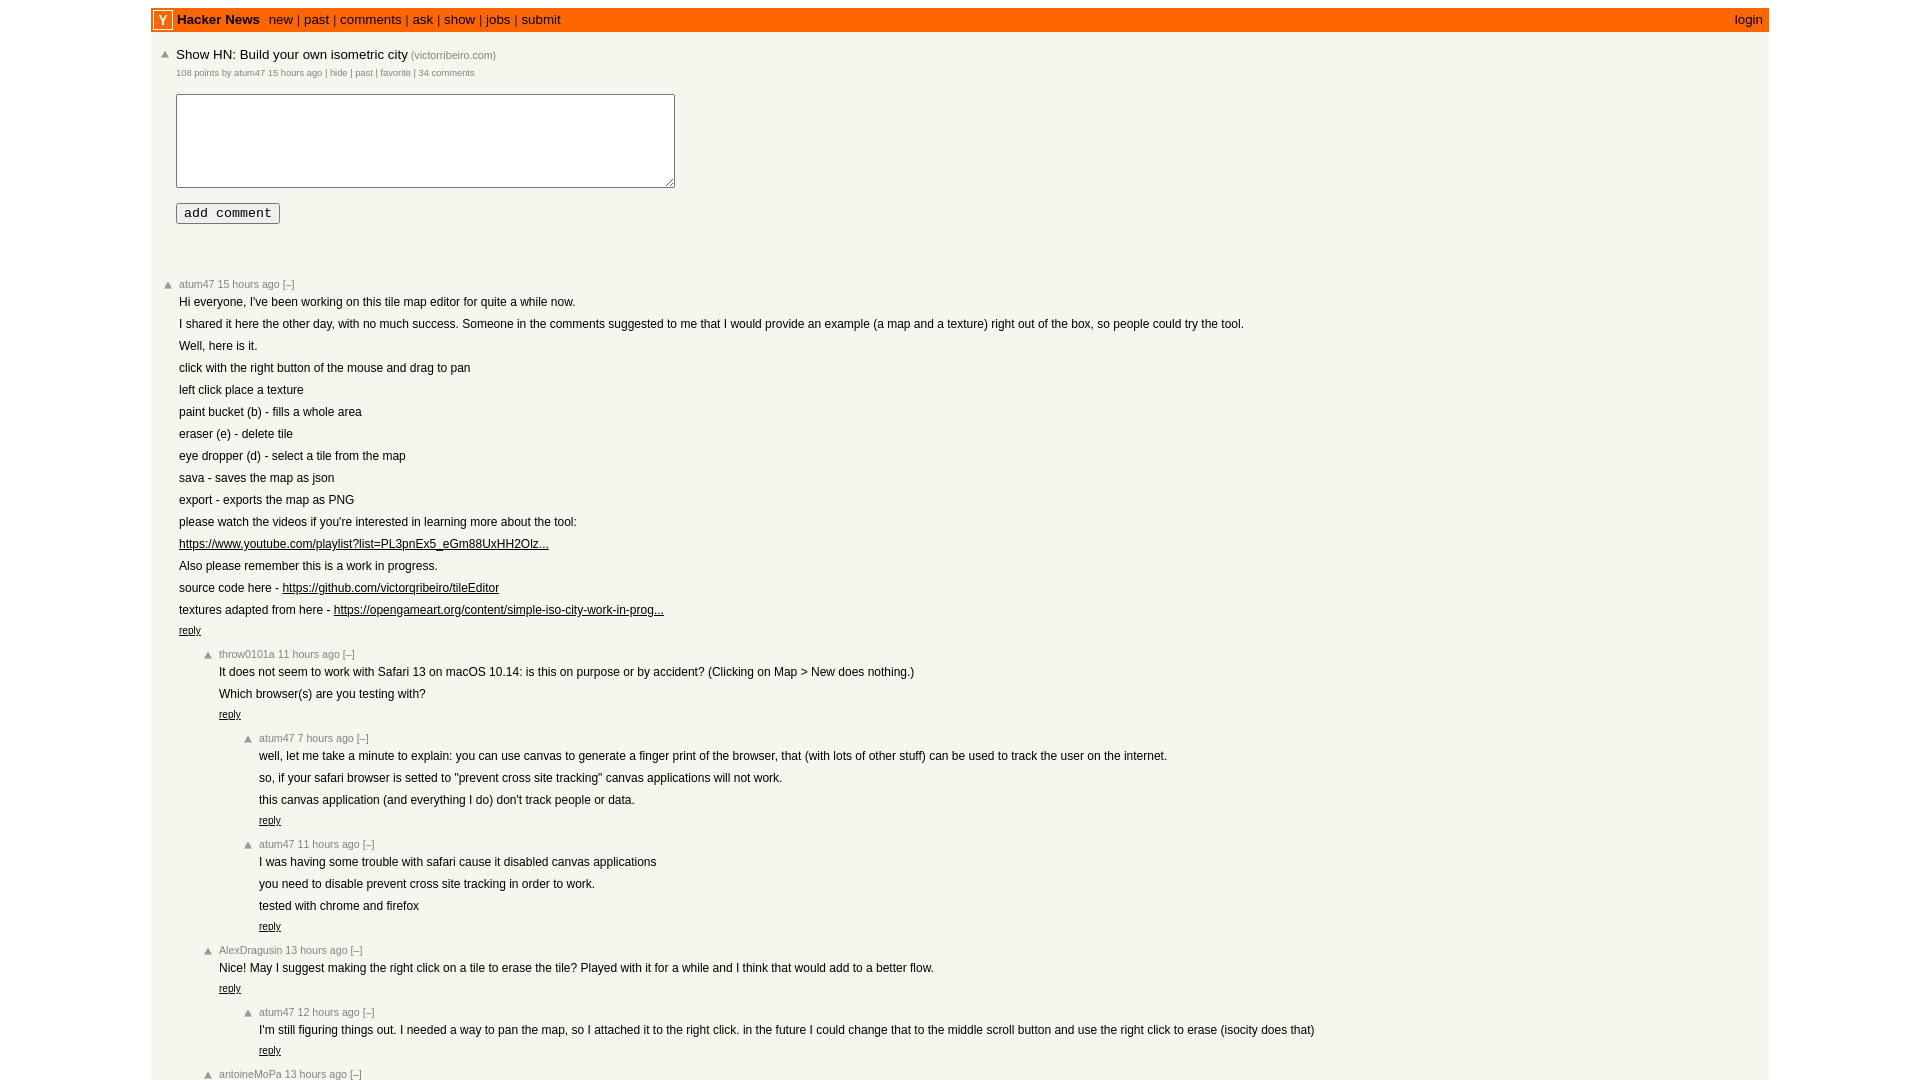 Y Hacker News new | past | comments | ask | show | jobs | submit login
Show HN: Build your own isometric city (victorribeiro.com)
108 points by atum47 15 hours ago | hide | past | favorite | 34 comments
add comment
atum47 15 hours ago [–]
Hi everyone, I've been working on this tile map editor for quite a while now.
I shared it here the other day, with no much success. Someone in the comments suggested to me that I would provide an example (a map and a texture) right out of the box, so people could try the tool.
Well, here is it.
click with the right button of the mouse and drag to pan
left click place a texture
paint bucket (b) - fills a whole area
eraser (e) - delete tile
eye dropper (d) - select a tile from the map
sava - saves the map as json
export - exports the map as PNG
please watch the videos if you're interested in learning more about the tool:
https://www.youtube.com/playlist?list=PL3pnEx5_eGm88UxHH2Olz...
Also please remember this is a work in progress.
source code here - https://github.com/victorqribeiro/tileEditor
textures adapted from here - https://opengameart.org/content/simple-iso-city-work-in-prog...
reply
throw0101a 11 hours ago [–]
It does not seem to work with Safari 13 on macOS 10.14: is this on purpose or by accident? (Clicking on Map > New does nothing.)
Which browser(s) are you testing with?
reply
atum47 7 hours ago [–]
well, let me take a minute to explain: you can use canvas to generate a finger print of the browser, that (with lots of other stuff) can be used to track the user on the internet.
so, if your safari browser is setted to "prevent cross site tracking" canvas applications will not work.
this canvas application (and everything I do) don't track people or data.
reply
atum47 11 hours ago [–]
I was having some trouble with safari cause it disabled canvas applications
you need to disable prevent cross site tracking in order to work.
tested with chrome and firefox
reply
AlexDragusin 13 hours ago [–]
Nice! May I suggest making the right click on a tile to erase the tile? Played with it for a while and I think that would add to a better flow.
reply
atum47 12 hours ago [–]
I'm still figuring things out. I needed a way to pan the map, so I attached it to the right click. in the future I could change that to the middle scroll button and use the right click to erase (isocity does that)
reply
antoineMoPa 13 hours ago [–]